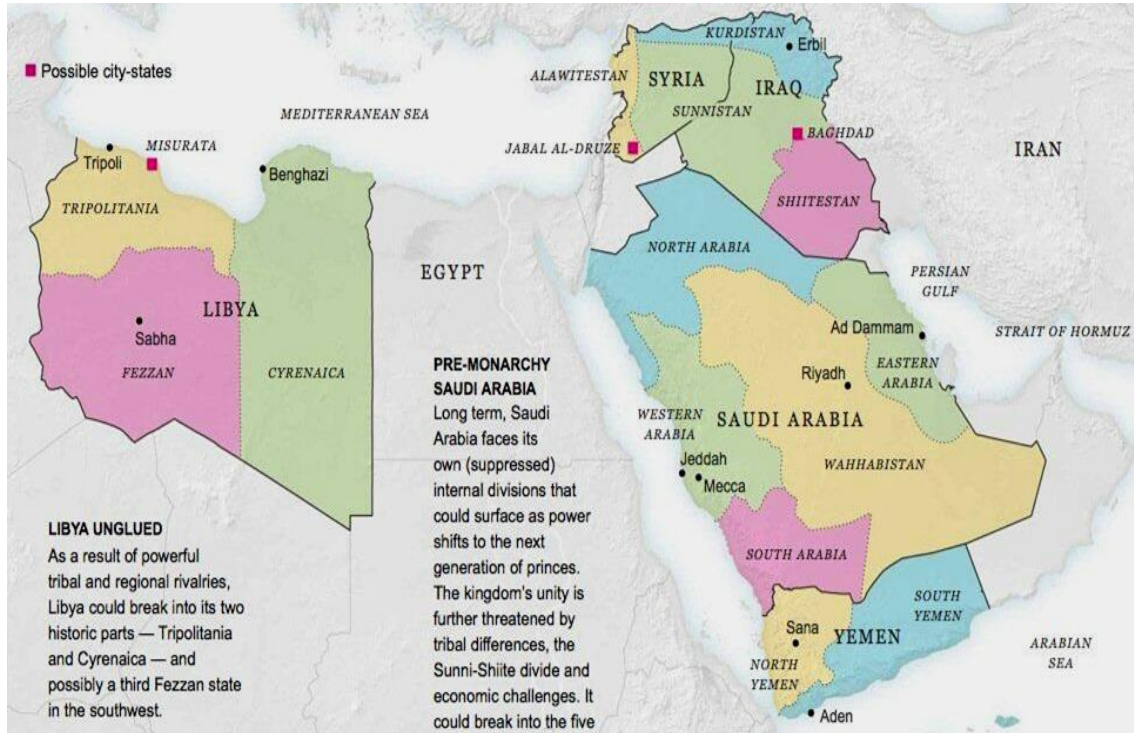 Possible city-states
MEDITERRANEAN SEA
Tripoli
MISURATA
Benghazi
TRIPOLITANIA
LIBYA
Sabha
FEZZAN
CYRENAICA
EGYPT
KURDISTAN
Erbil
ALAWITESTAN
SYRIA
IRAQ
SUNNISTAN
JABAL AL-DRUZE
BAGHDAD
IRAN
SHIITESTAN
NORTH ARABIA
PERSIAN
GULF
STRAIT OF HORMUZ
Ad Dammam
EASTERN
ARABIA
Riyadh
WESTERN
ARABIA
SAUDI ARABIA
Jeddah
Mecca
WAHHABISTAN
SOUTH ARABIA
SOUTH
YEMEN
Sana
YEMEN
NORTH
YEMEN
Aden
ARABIAN
SEA
LIBYA UNGLUED
As a result of powerful
tribal and regional rivalries,
Libya could break into its two
historic parts — Tripolitania
and Cyrenaica — and
possibly a third Fezzan state
in the southwest.
PRE-MONARCHY
SAUDI ARABIA
Long term, Saudi
Arabia faces its
own (suppressed)
internal divisions that
could surface as power
shifts to the next
generation of princes.
The kingdom's unity is
further threatened by
tribal differences, the
Sunni-Shiite divide and
economic challenges. It
could break into the five